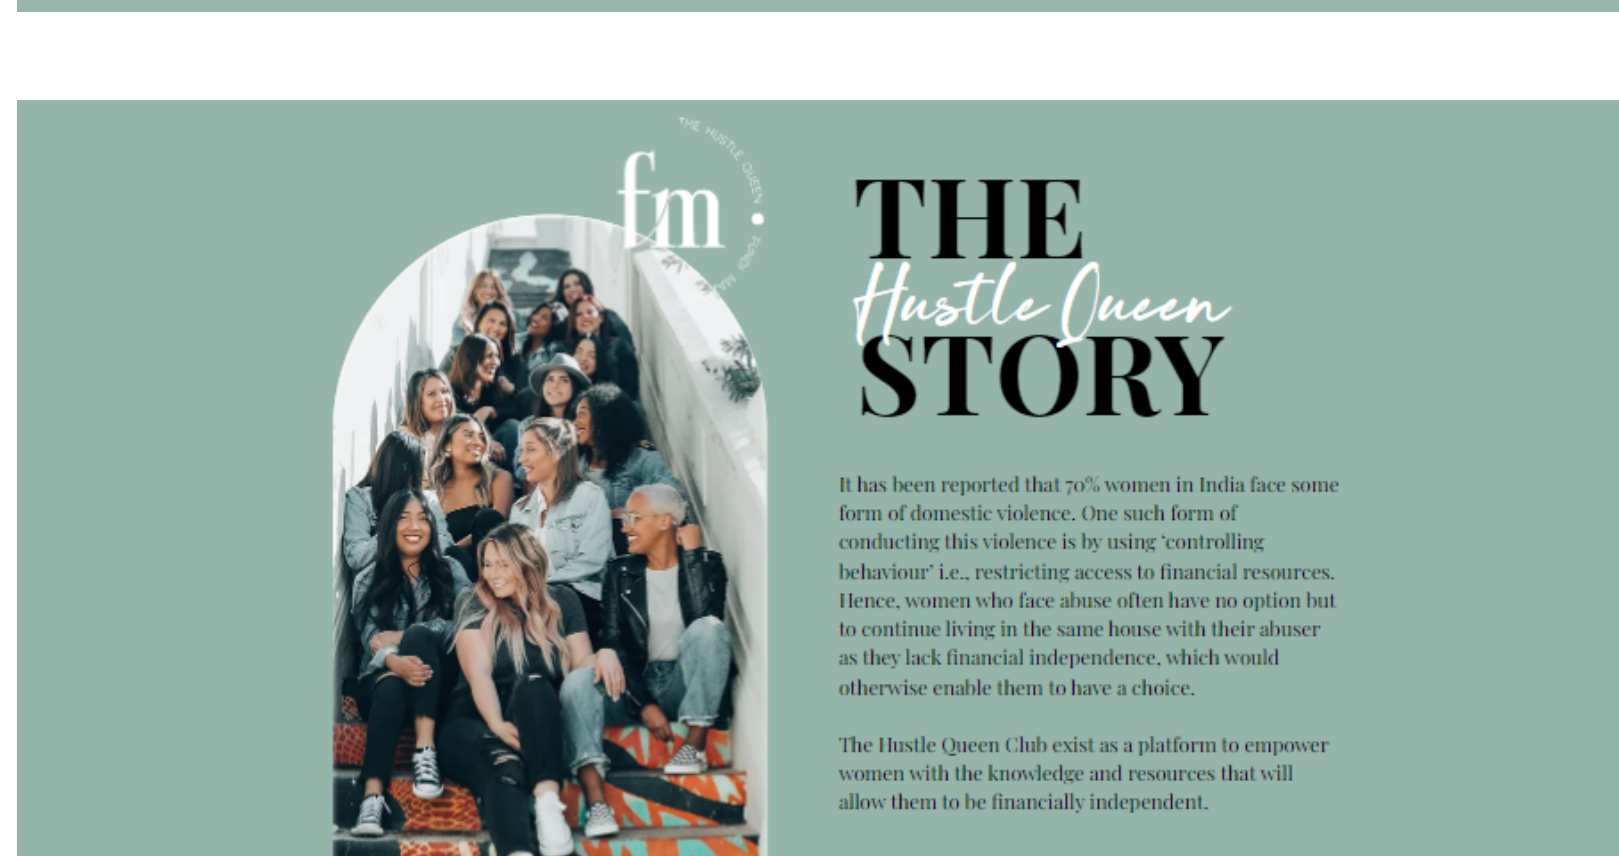 THE HUSTLE QUEEN
fm
FUNDI
THE
Hustle Queen
STORY
It has been reported that 70% women in India face some
form of domestic violence. One such form of
conducting this violence is by using ‘controlling
behaviour’ i.e., restricting access to financial resources.
Hence, women who face abuse often have no option but
to continue living in the same house with their abuser
as they lack financial independence, which would
otherwise enable them to have a choice.
The Hustle Queen Club exist as a platform to empower
women with the knowledge and resources that will
allow them to be financially independent.